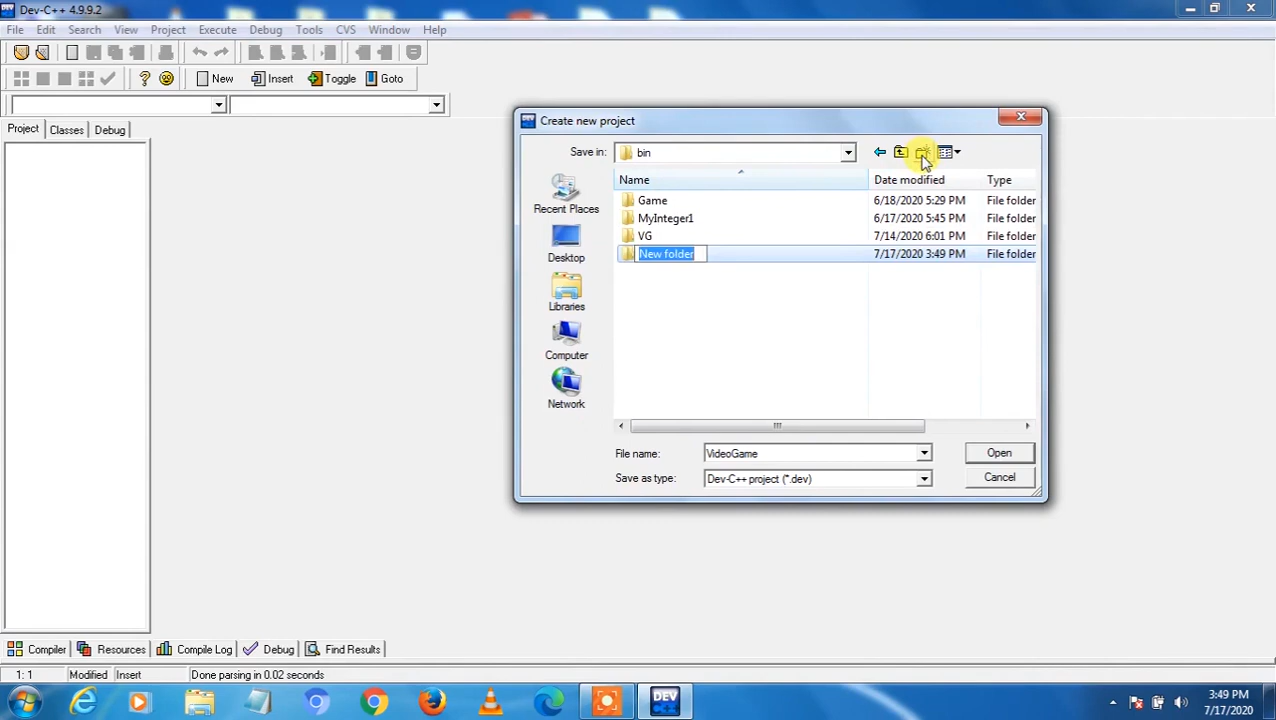 Dev-C++ 4.9.9.2
File Edit Search View Project Execute Debug Tools CVS Window Help
New Insert Toggle Goto
Project Classes Debug
Create new project
Save in: bin
Name Date modified Type
Recent Places
Desktop
Libraries
Computer
Network
Game 6/18/2020 5:29 PM File folder
MyInteger1 6/17/2020 5:45 PM File folder
VG 7/14/2020 6:01 PM File folder
New folder 7/17/2020 3:49 PM File folder
File name: VideoGame Open
Save as type: Dev-C++ project (*.dev) Cancel
Compiler Resources Compile Log Debug Find Results
1: 1 Modified Insert Done parsing in 0.02 seconds
DEV
C++
3:49 PM
7/17/2020